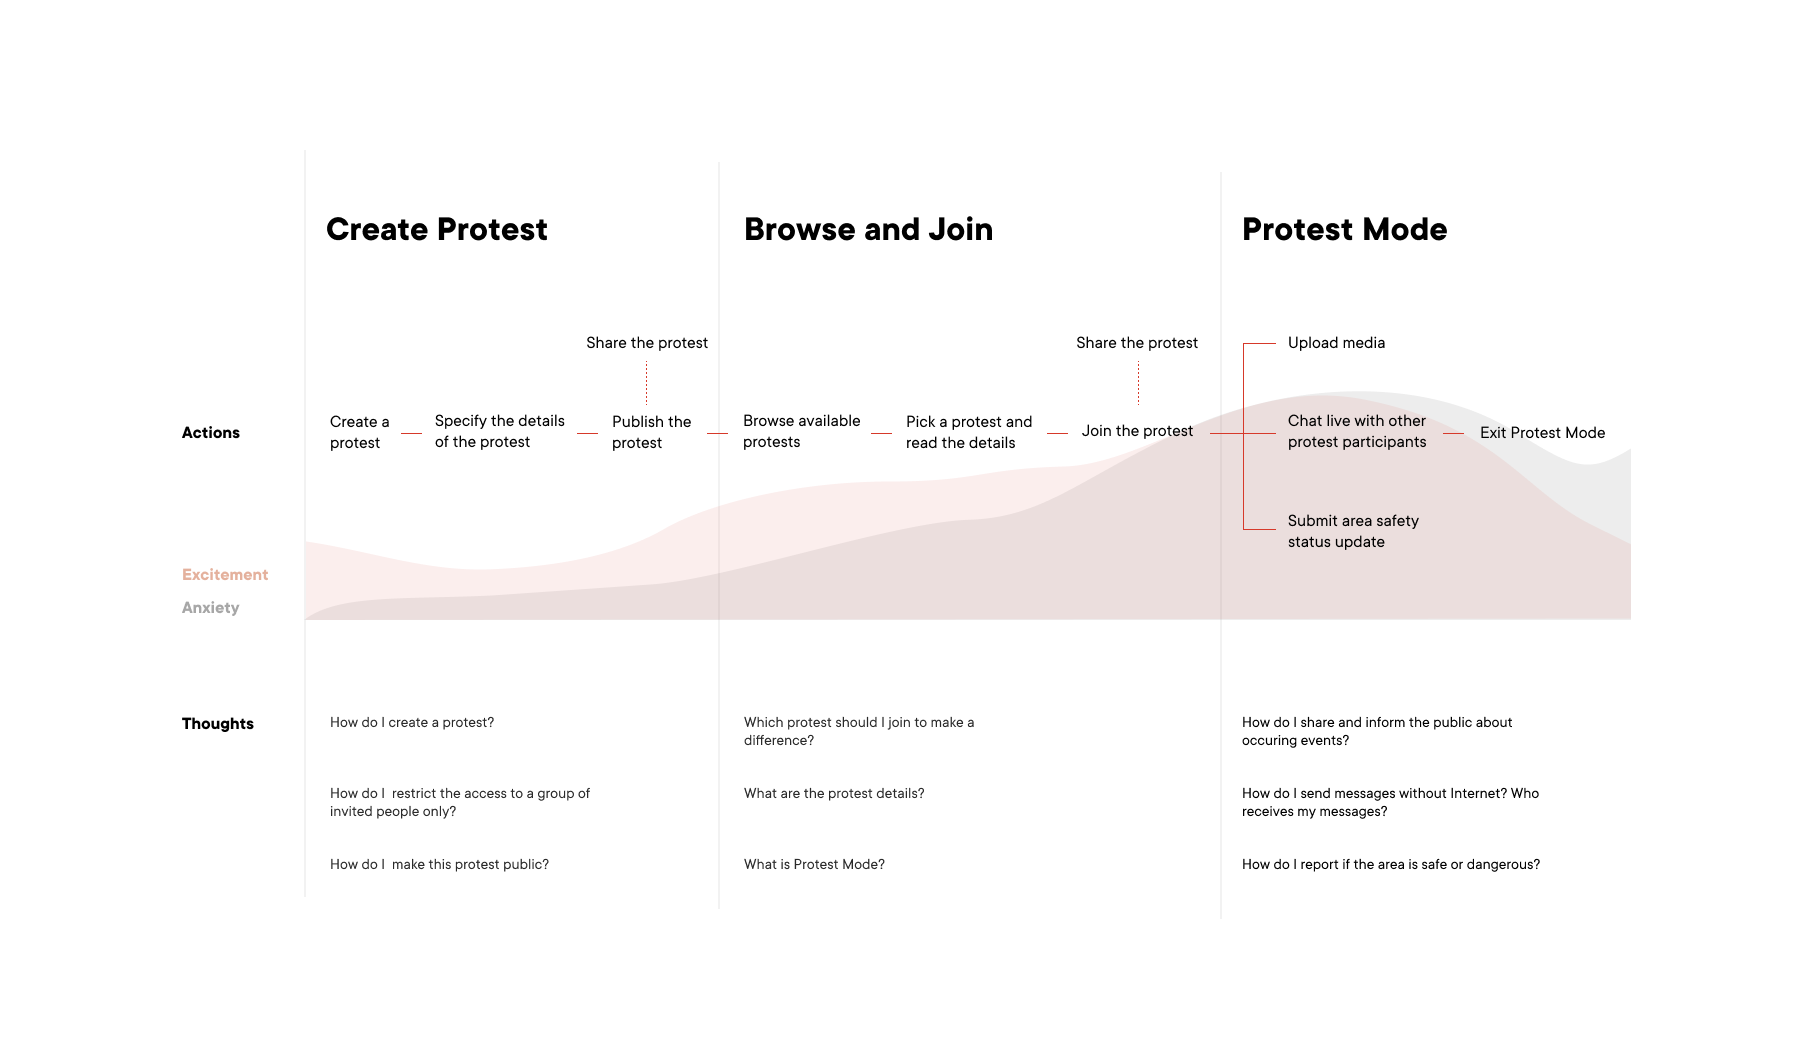 Create Protest
Browse and Join
Protest Mode
Share the protest
Share the protest
Upload media
Actions
Create a
protest
Specify the details
of the protest
Publish the
protest
Browse available
protests
Pick a protest and
read the details
Join the protest
Chat live with other
protest participants
Exit Protest Mode
Submit area safety
status update
Excitement
Anxiety
Thoughts
How do I create a protest?
Which protest should I join to make a
difference?
How do I share and inform the public about
occuring events?
How do I  restrict the access to a group of
invited people only?
What are the protest details?
How do I send messages without Internet? Who
receives my messages?
How do I  make this protest public?
What is Protest Mode?
How do I report if the area is safe or dangerous?